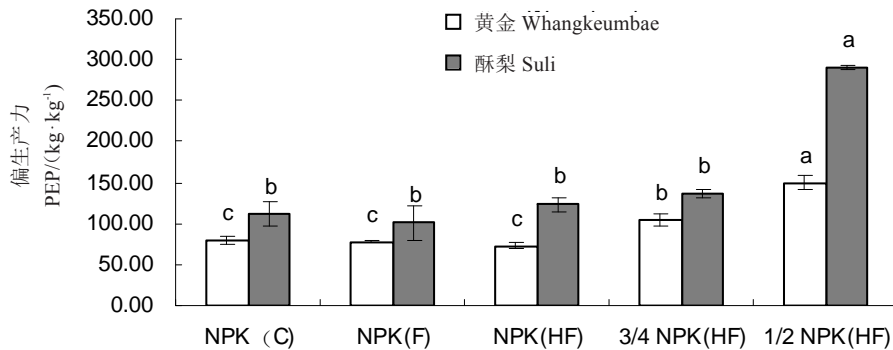 黄金 Whangkeumbae
酥梨 Suli
偏生产力
PEP/(kg·kg⁻¹)
350.00
300.00
250.00
200.00
150.00
100.00
50.00
0.00
c b
c b
c b
b b
a a
NPK（C) NPK(F) NPK(HF) 3/4 NPK(HF) 1/2 NPK(HF)